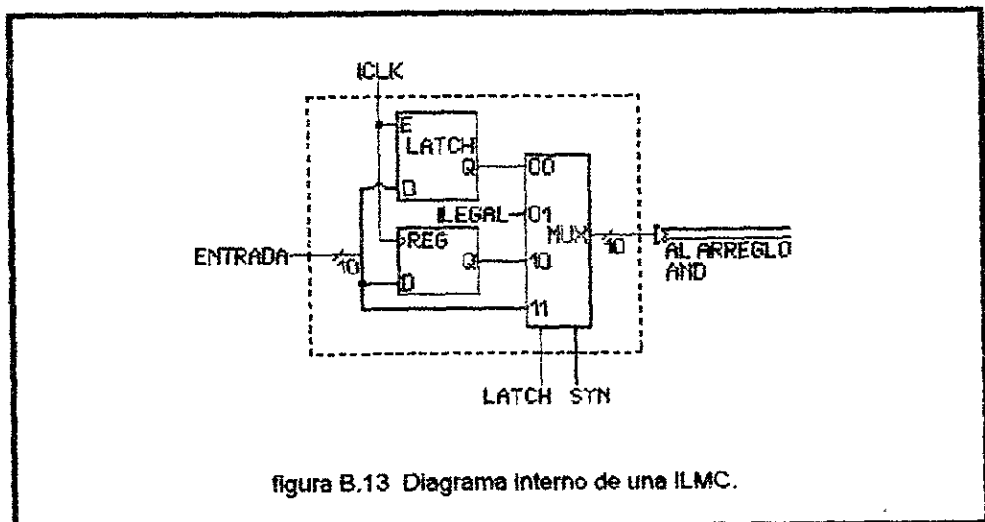 ICLK
E
LATCH
Q
D
00
ILEGAL
01
REG
MUX
10
AL ARREGLO
AND
ENTRADA
10
Q
10
D
11
LATCH SYN
figura B.13 Diagrama interno de una ILMC.